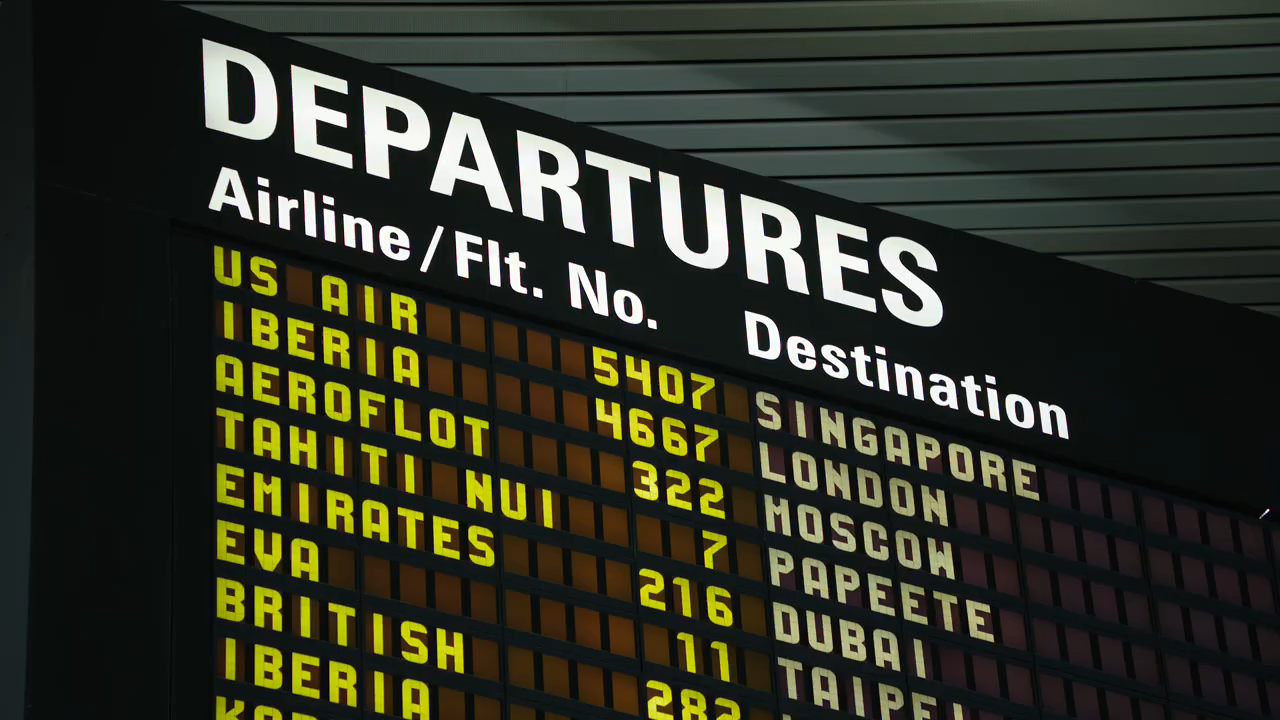 DEPARTURES
Airline/Flt. No. Destination
US AIR 5407 SINGAPORE
IBERIA 4667 LONDON
AEROFLOT 322 MOSCOW
TAHITI NUI 7 PAPEETE
EMIRATES 216 DUBAI
EVA 11 TAIPEI
BRITISH 282
IBERIA